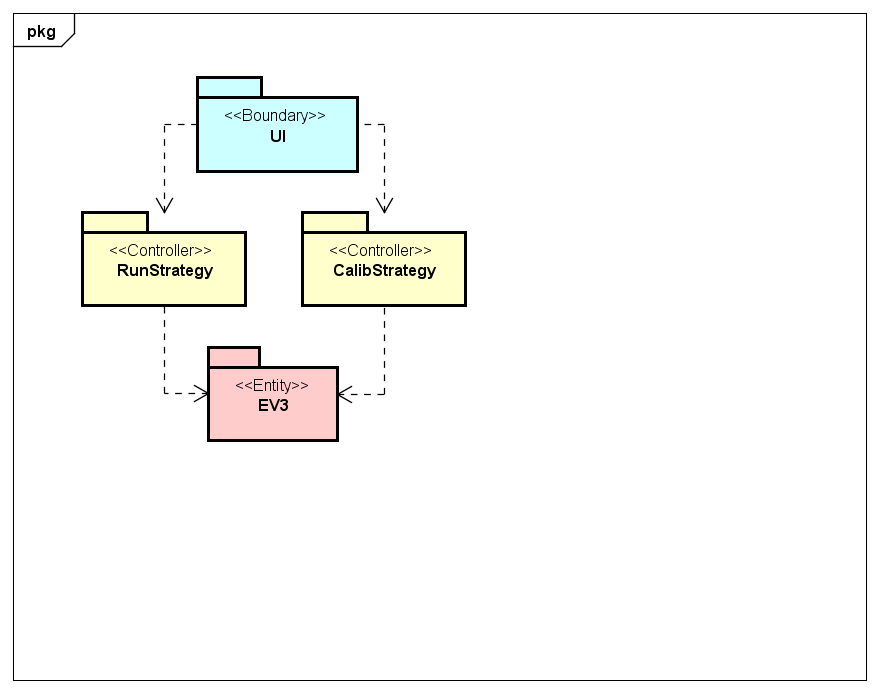 pkg
<<Boundary>>
UI
<<Controller>>
RunStrategy
<<Controller>>
CalibStrategy
<<Entity>>
EV3